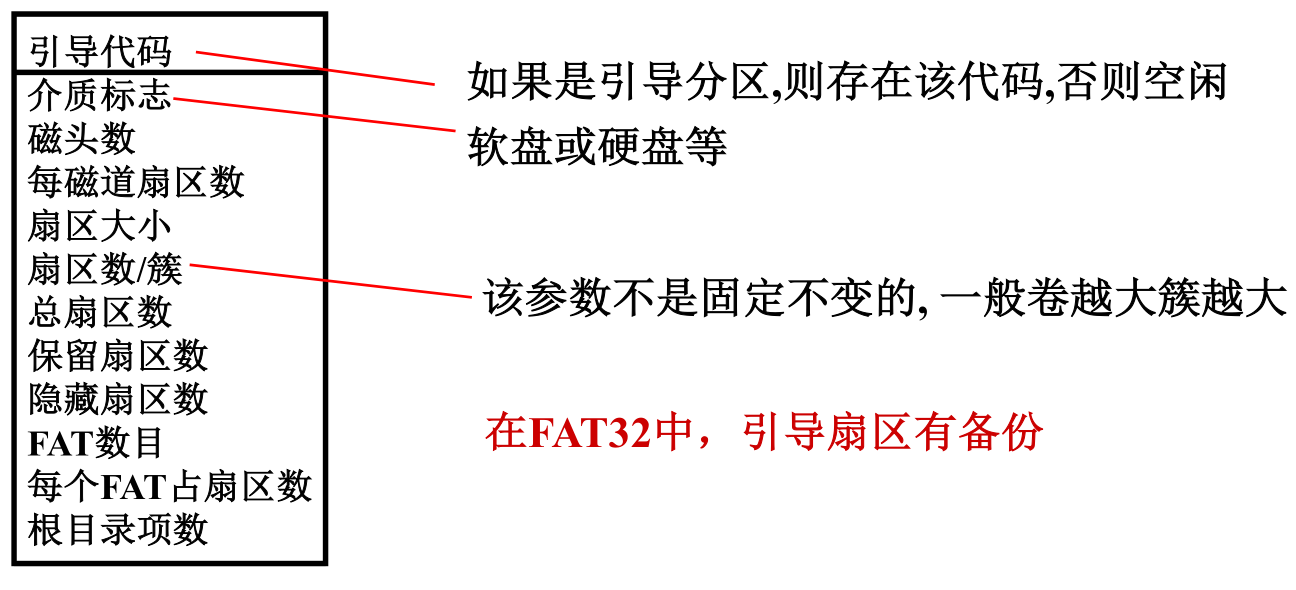 引导代码
介质标志
磁头数
每磁道扇区数
扇区大小
扇区数/簇
总扇区数
保留扇区数
隐藏扇区数
FAT数目
每个FAT占扇区数
根目录项数
如果是引导分区,则存在该代码,否则空闲
软盘或硬盘等
该参数不是固定不变的, 一般卷越大簇越大
在FAT32中，引导扇区有备份